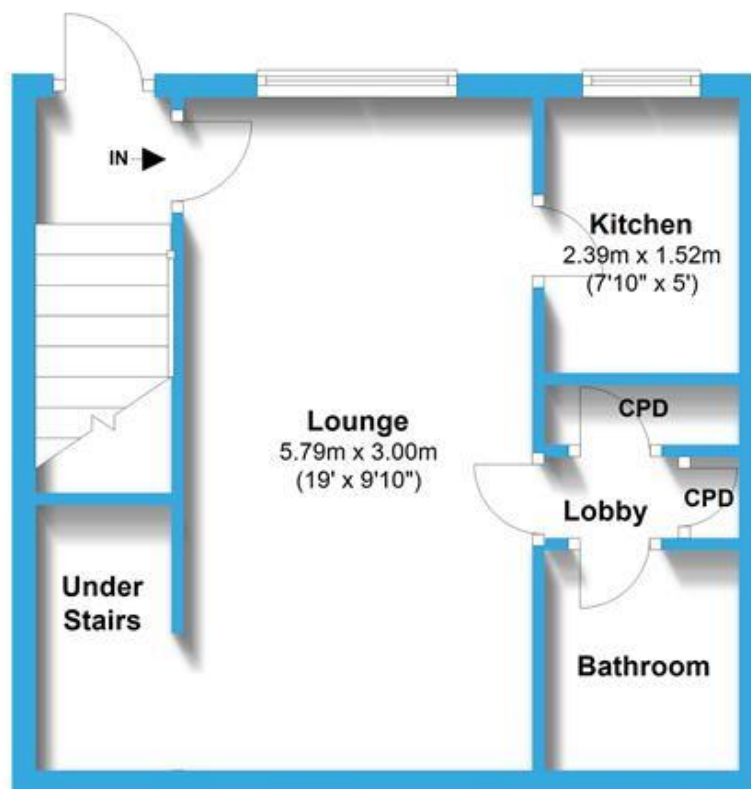 IN
Kitchen
2.39m x 1.52m
(7'10" x 5')
Lounge
5.79m x 3.00m
(19' x 9'10")
CPD
CPD
Lobby
Under
Stairs
Bathroom